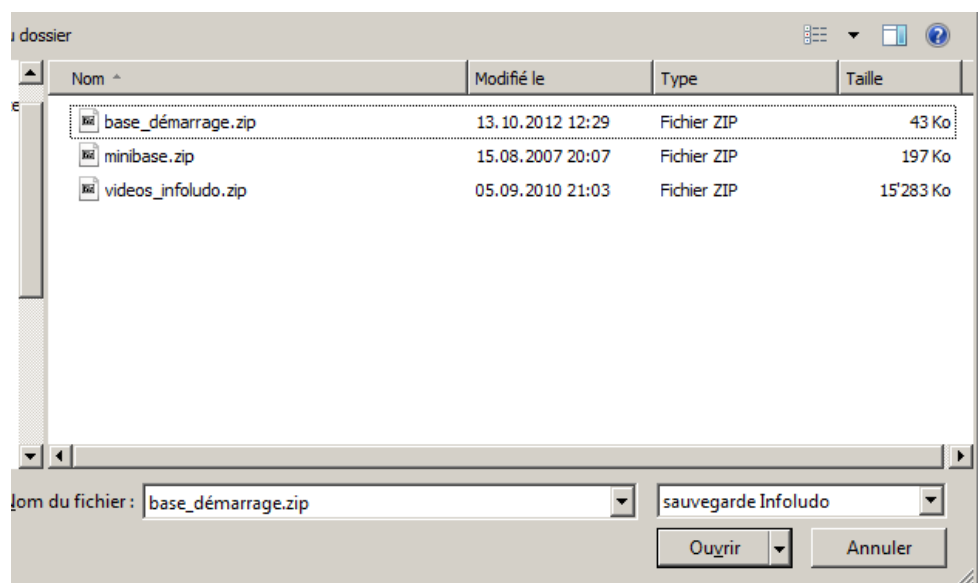 u dossier
Nom Modifié le Type Taille
base_démarrage.zip 13.10.2012 12:29 Fichier ZIP 43 Ko
minibase.zip 15.08.2007 20:07 Fichier ZIP 197 Ko
videos_infoludo.zip 05.09.2010 21:03 Fichier ZIP 15'283 Ko
Nom du fichier : base_démarrage.zip sauvegarde Infoludo
Ouvrir Annuler